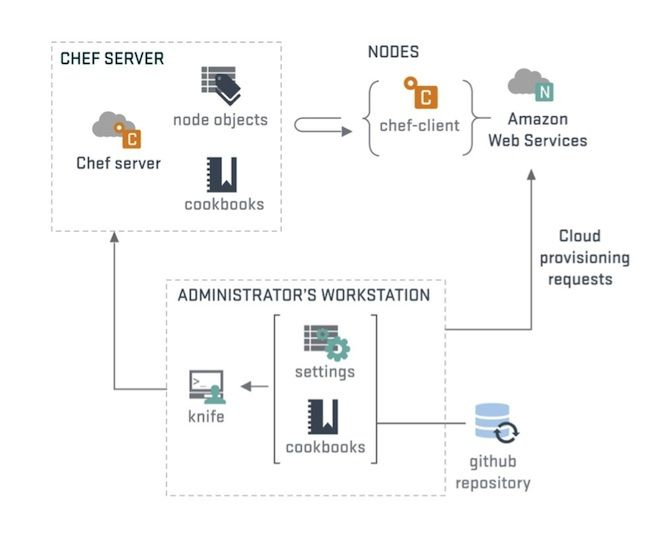 CHEF SERVER
node objects
C
Chef server
cookbooks
NODES
C
chef-client
N
Amazon
Web Services
Cloud
provisioning
requests
ADMINISTRATOR'S WORKSTATION
settings
>_
knife
cookbooks
github
repository